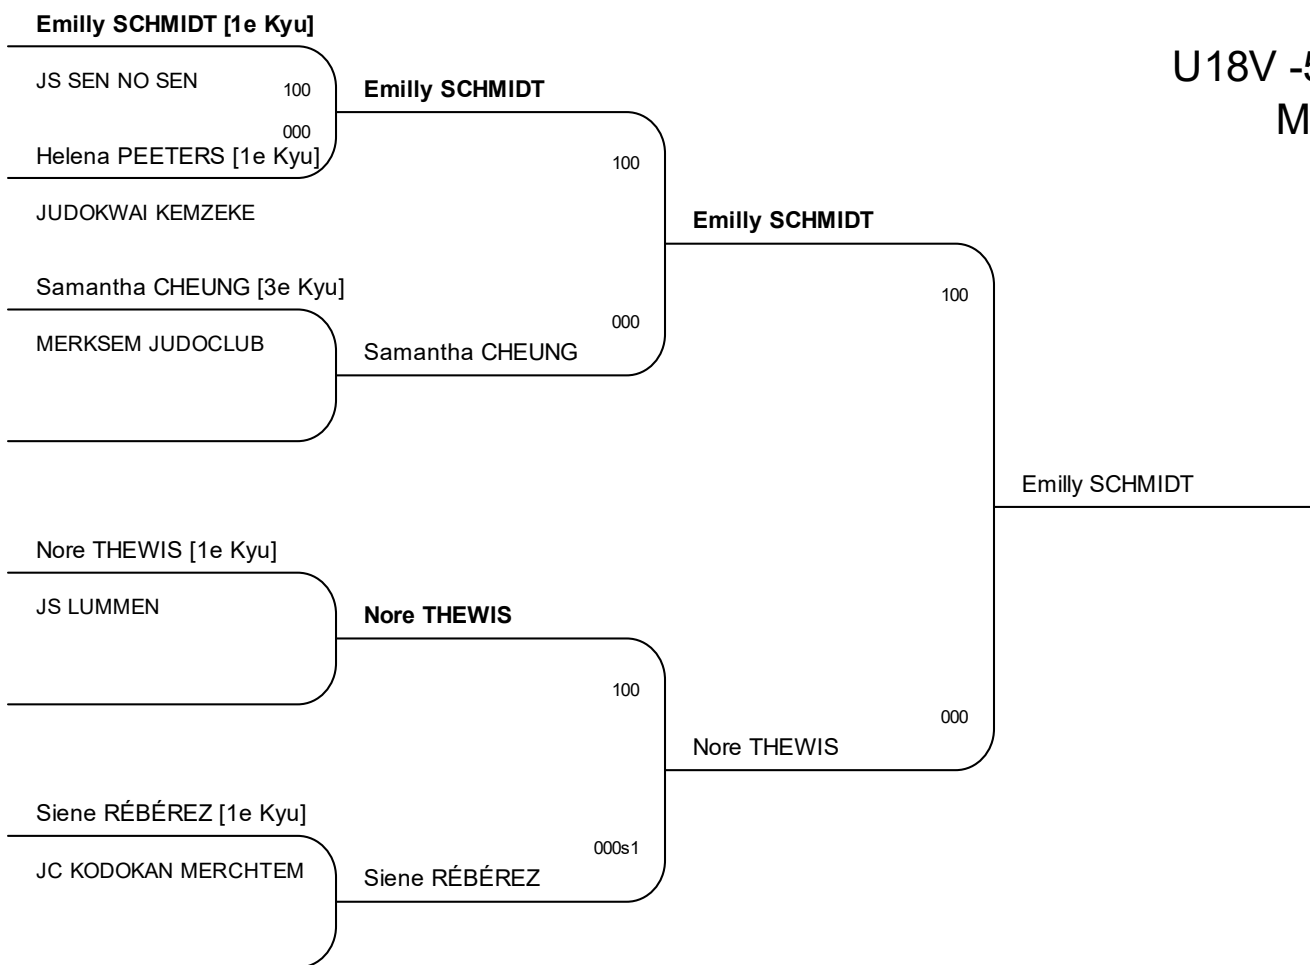 Emilly SCHMIDT [1e Kyu]
JS SEN NO SEN
100
000
Helena PEETERS [1e Kyu]
JUDOKWAI KEMZEKE
Samantha CHEUNG [3e Kyu]
MERKSEM JUDOCLUB
Nore THEWIS [1e Kyu]
JS LUMMEN
Siene RÉBÉREZ [1e Kyu]
JC KODOKAN MERCHTEM
Emilly SCHMIDT
100
000
Samantha CHEUNG
Nore THEWIS
100
000s1
Siene RÉBÉREZ
Emilly SCHMIDT
100
000
Nore THEWIS
Emilly SCHMIDT
U18V -5
M